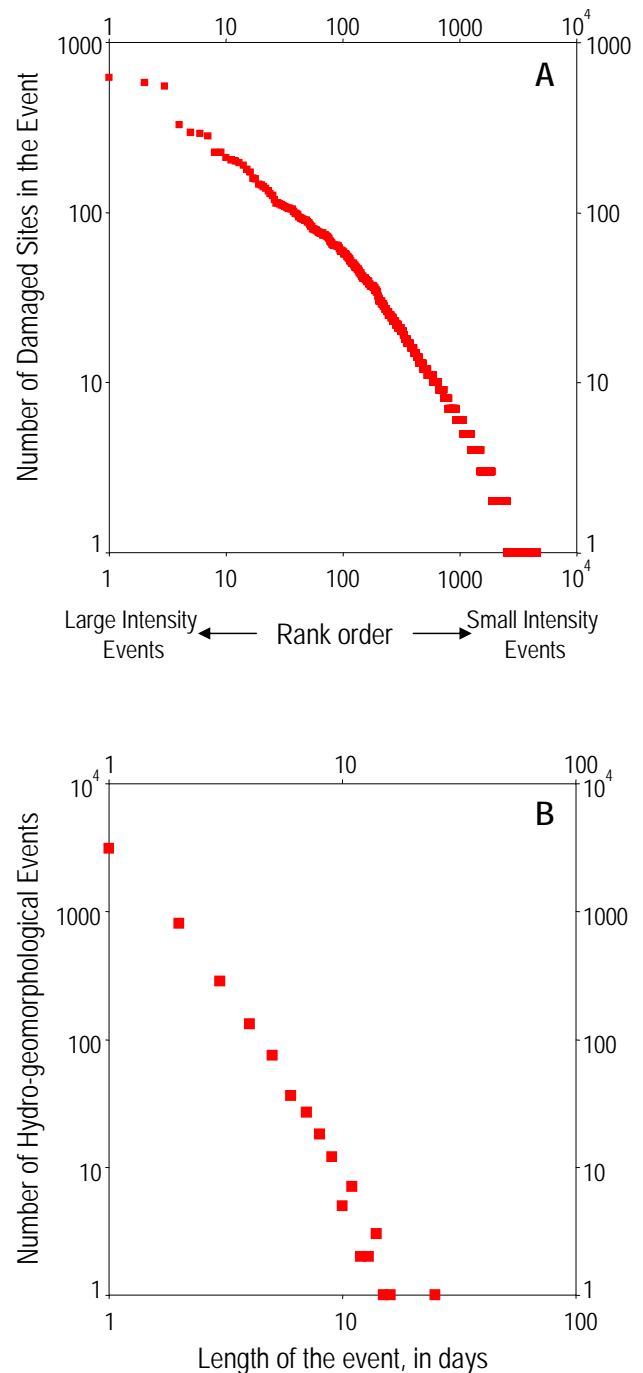 1 10 100 1000 10⁴
1000 1000
A
100 100
10 10
1 1
1 10 100 1000 10⁴
Number of Damaged Sites in the Event
Large Intensity Events ← Rank order → Small Intensity Events
1 10 100
10⁴ 10⁴
B
1000 1000
100 100
10 10
1 1
1 10 100
Number of Hydro-geomorphological Events
Length of the event, in days